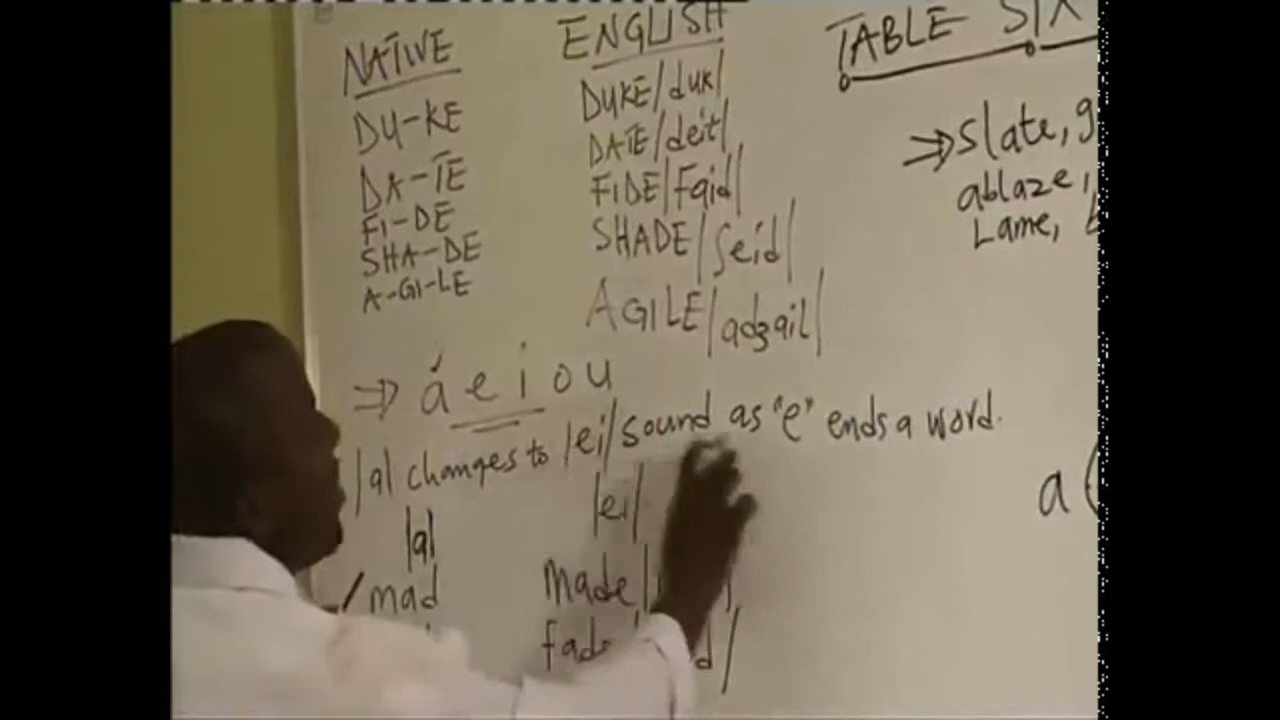 NATIVE
DU-KE
DA-TE
FI-DE
SHA-DE
A-GI-LE
ENGLISH
DUKE/duk/
DATE/deit/
FIDE/Faid/
SHADE/ʃeid/
AGILE/adʒail/
⇒ á e i o u
/a/ changes to /ei/ sound as "e" ends a word.
/a/ /ei/
mad made
TABLE SIX
⇒ slate, g
ablaze,
Lame,
a (